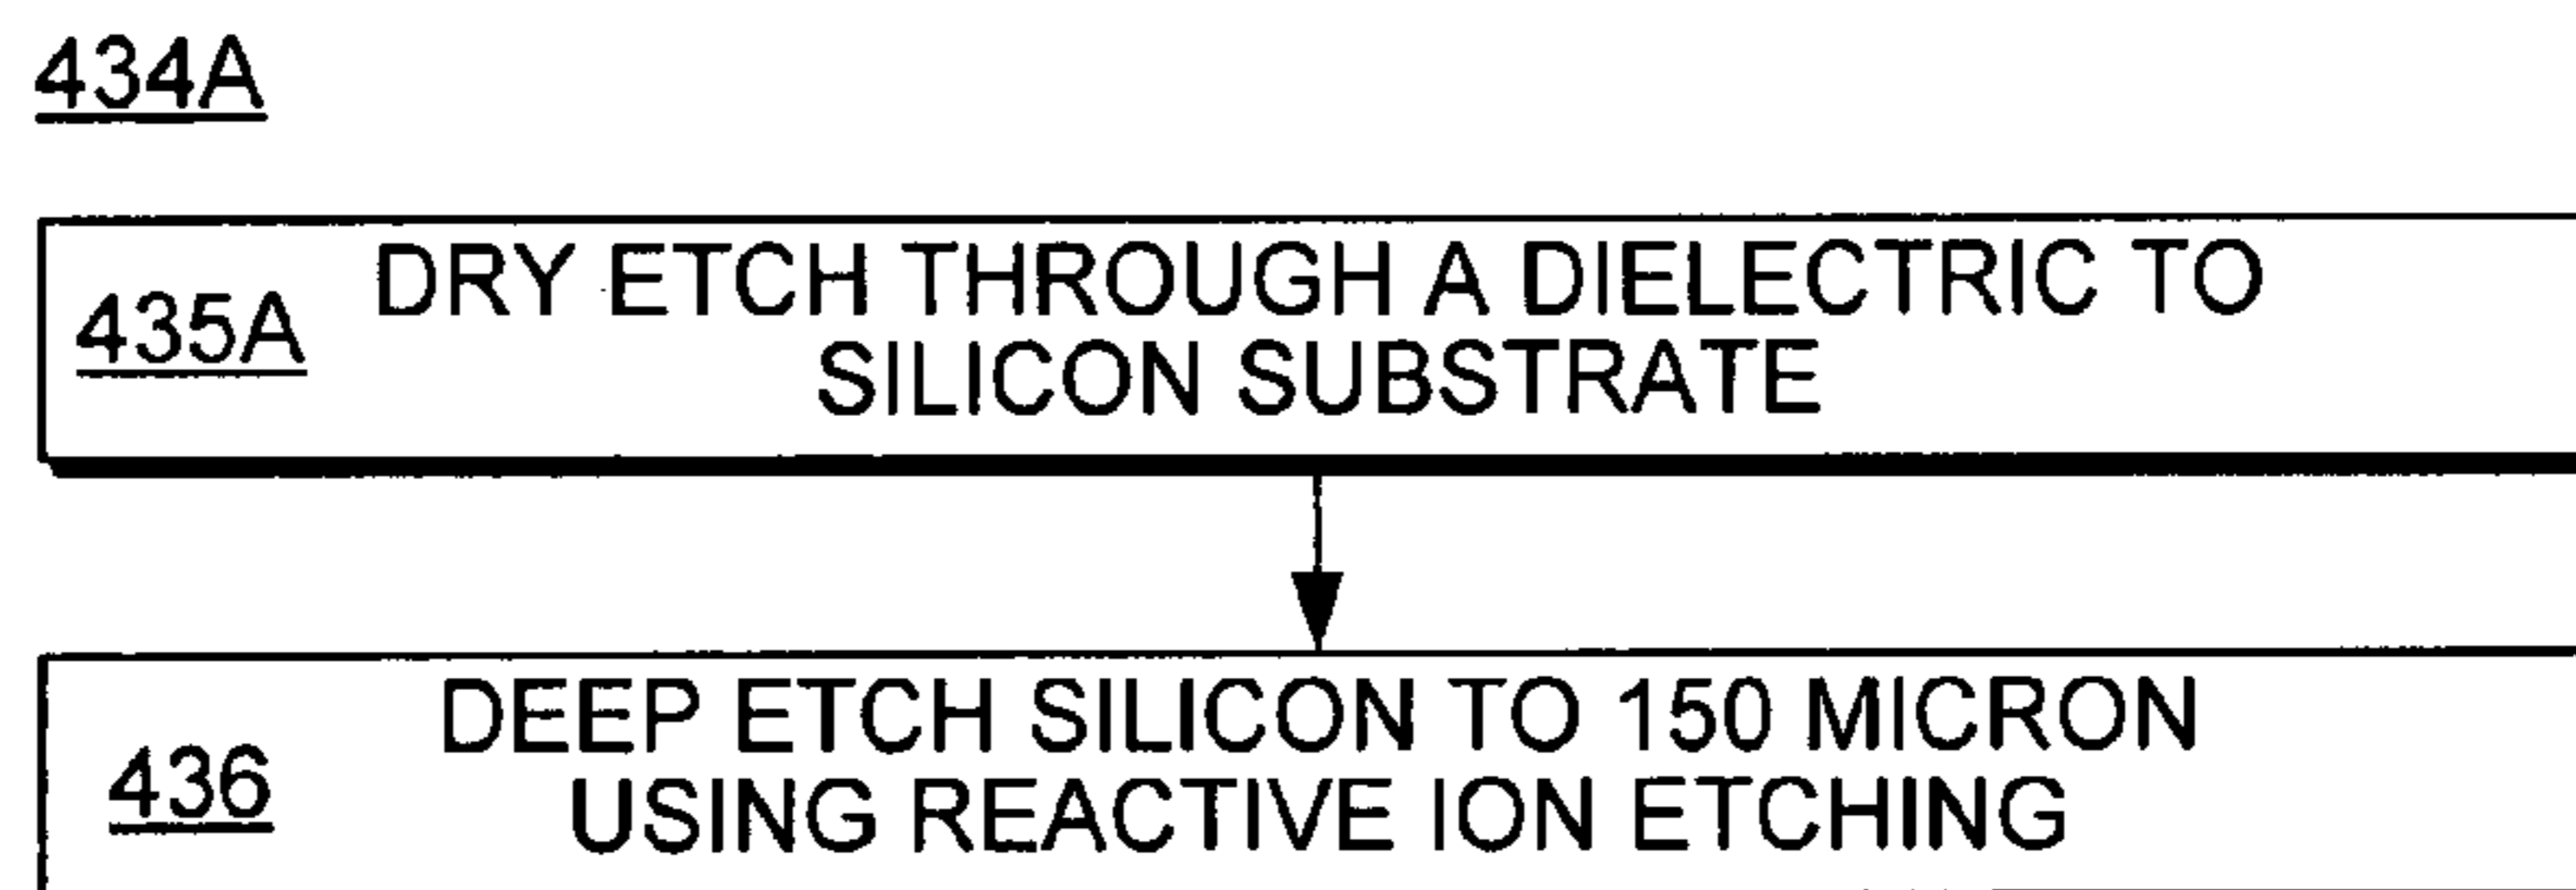 434A
DRY ETCH THROUGH A DIELECTRIC TO
435A
SILICON SUBSTRATE
DEEP ETCH SILICON TO 150 MICRON
436
USING REACTIVE ION ETCHING